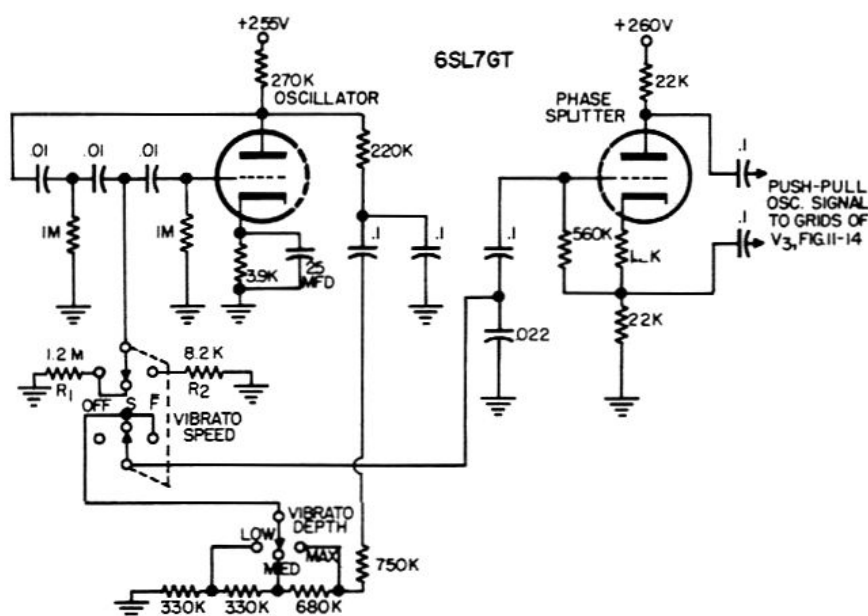 +255V
+260V
270K
6SL7GT
22K
OSCILLATOR
PHASE
SPLITTER
.01
.01
.01
220K
.1
PUSH-PULL
OSC. SIGNAL
TO GRIDS OF
V3, FIG. 11-14
1M
1M
.1
.1
.1
560K
.1
3.9K
25
MFD
22K
.022
1.2 M
8.2 K
R1
R2
OFF
S
F
VIBRATO
SPEED
VIBRATO
DEPTH
LOW
MED
MAX
750K
330K
330K
680K